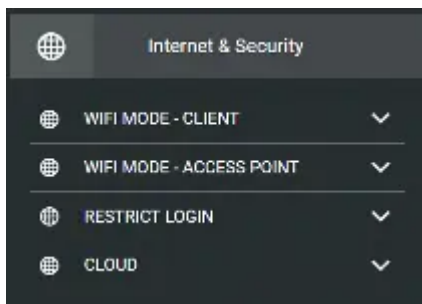 Internet & Security
WIFI MODE - CLIENT
WIFI MODE - ACCESS POINT
RESTRICT LOGIN
CLOUD